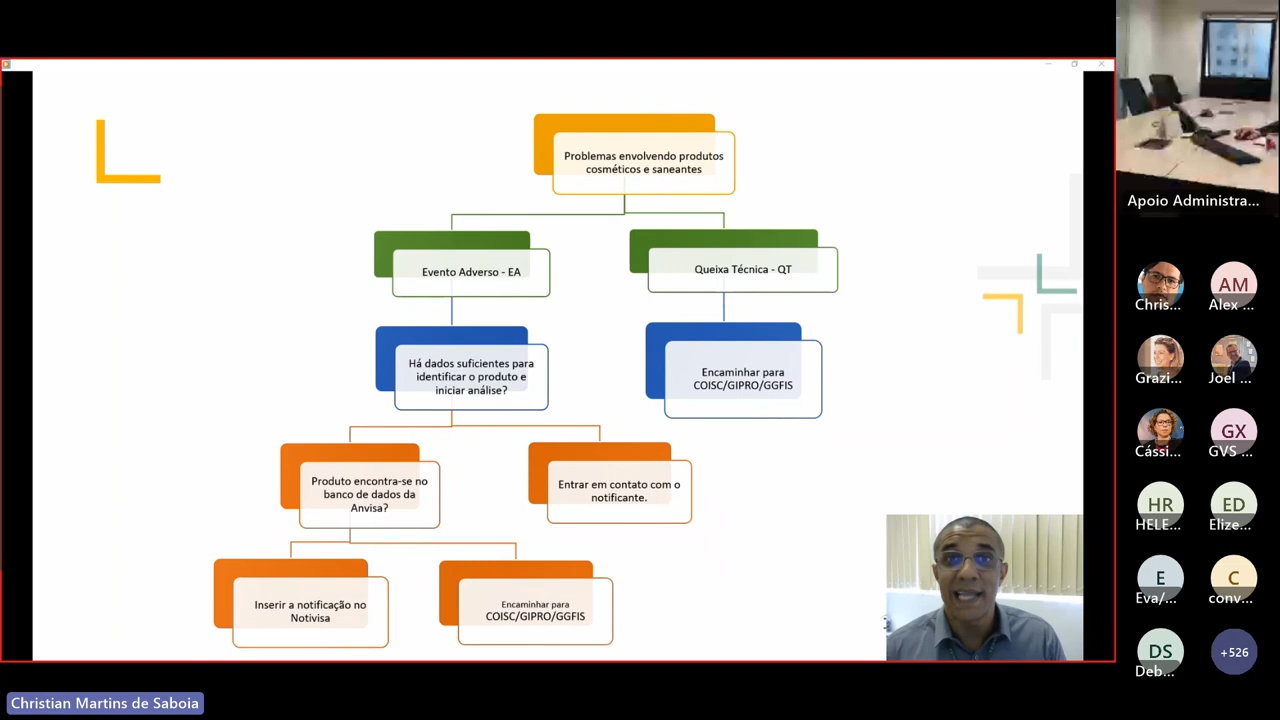 Problemas envolvendo produtos
cosméticos e saneantes
Evento Adverso - EA
Queixa Técnica - QT
Há dados suficientes para
identificar o produto e
iniciar análise?
Encaminhar para
COISC/GIPRO/GGFIS
Produto encontra-se no
banco de dados da
Anvisa?
Entrar em contato com o
notificante.
Inserir a notificação no
Notivisa
Encaminhar para
COISC/GIPRO/GGFIS
Apoio Administra...
Chris...
AM
Alex ...
Grazi...
Joel ...
Cássi...
GX
GVS ...
HR
HELE...
ED
Elize...
E
Eva/...
C
conv...
DS
Deb...
+526
Christian Martins de Saboia